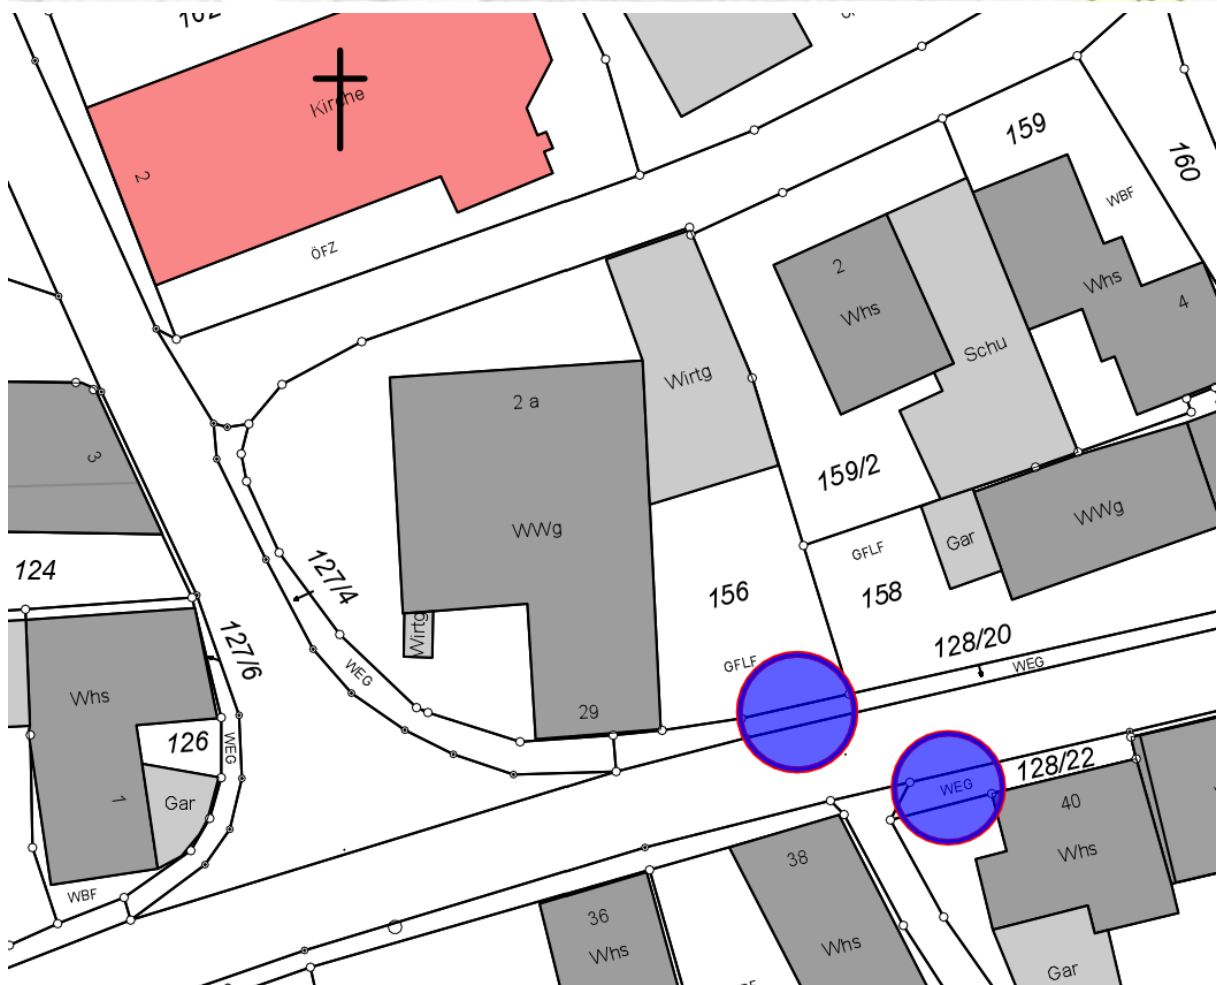 Kirche
2
ÖFZ
159
160
WBF
Whs
4
2
Whs
Schu
Wirtg
2 a
WWg
3
159/2
WWg
Gar
GFLF
124
127/4
Wirtg
156
158
128/20
WEG
127/6
GFLF
WEG
Whs
29
126
WEG
128/22
WEG
1
Gar
40
Whs
38
WBF
36
Whs
Whs
Gar